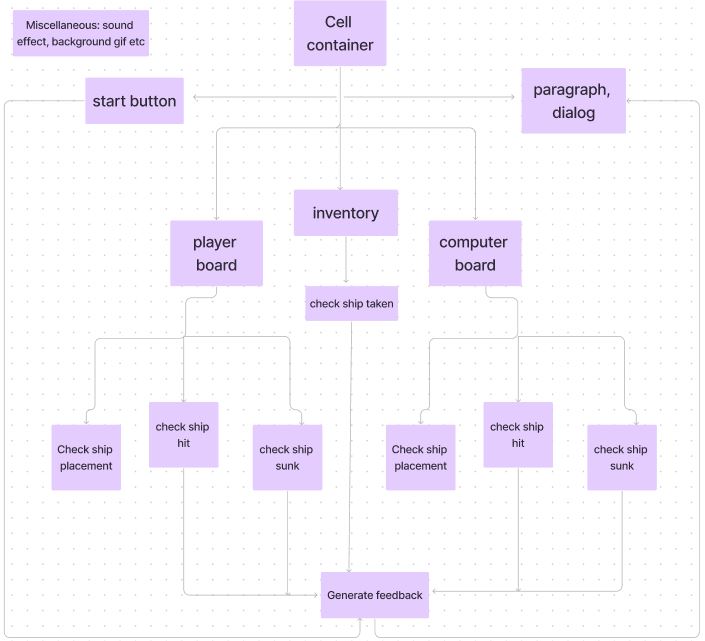 Miscellaneous: sound
effect, background gif etc
Cell
container
start button
paragraph,
dialog
inventory
player
board
computer
board
check ship taken
Check ship
placement
check ship
hit
check ship
sunk
Check ship
placement
check ship
hit
check ship
sunk
Generate feedback